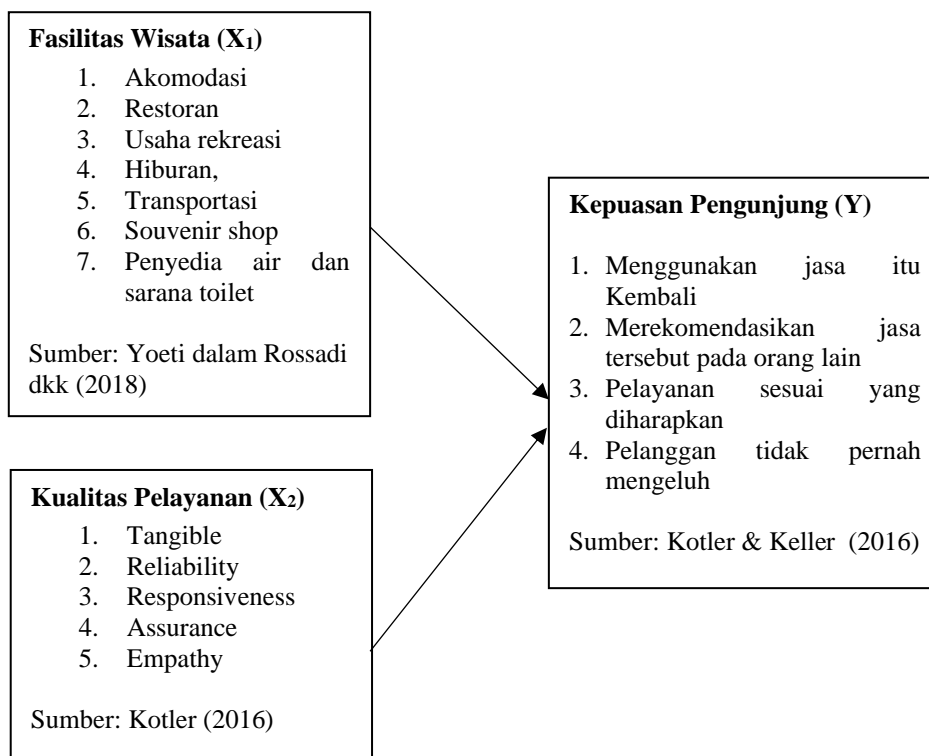 Fasilitas Wisata (X₁)
1. Akomodasi
2. Restoran
3. Usaha rekreasi
4. Hiburan,
5. Transportasi
6. Souvenir shop
7. Penyedia air dan
sarana toilet
Sumber: Yoeti dalam Rossadi
dkk (2018)
Kualitas Pelayanan (X₂)
1. Tangible
2. Reliability
3. Responsiveness
4. Assurance
5. Empathy
Sumber: Kotler (2016)
Kepuasan Pengunjung (Y)
1. Menggunakan jasa itu
Kembali
2. Merekomendasikan jasa
tersebut pada orang lain
3. Pelayanan sesuai yang
diharapkan
4. Pelanggan tidak pernah
mengeluh
Sumber: Kotler & Keller (2016)